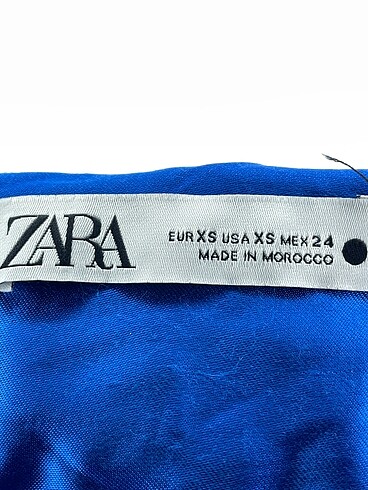 ZARA
EUR XS USA XS MEX 24
MADE IN MOROCCO